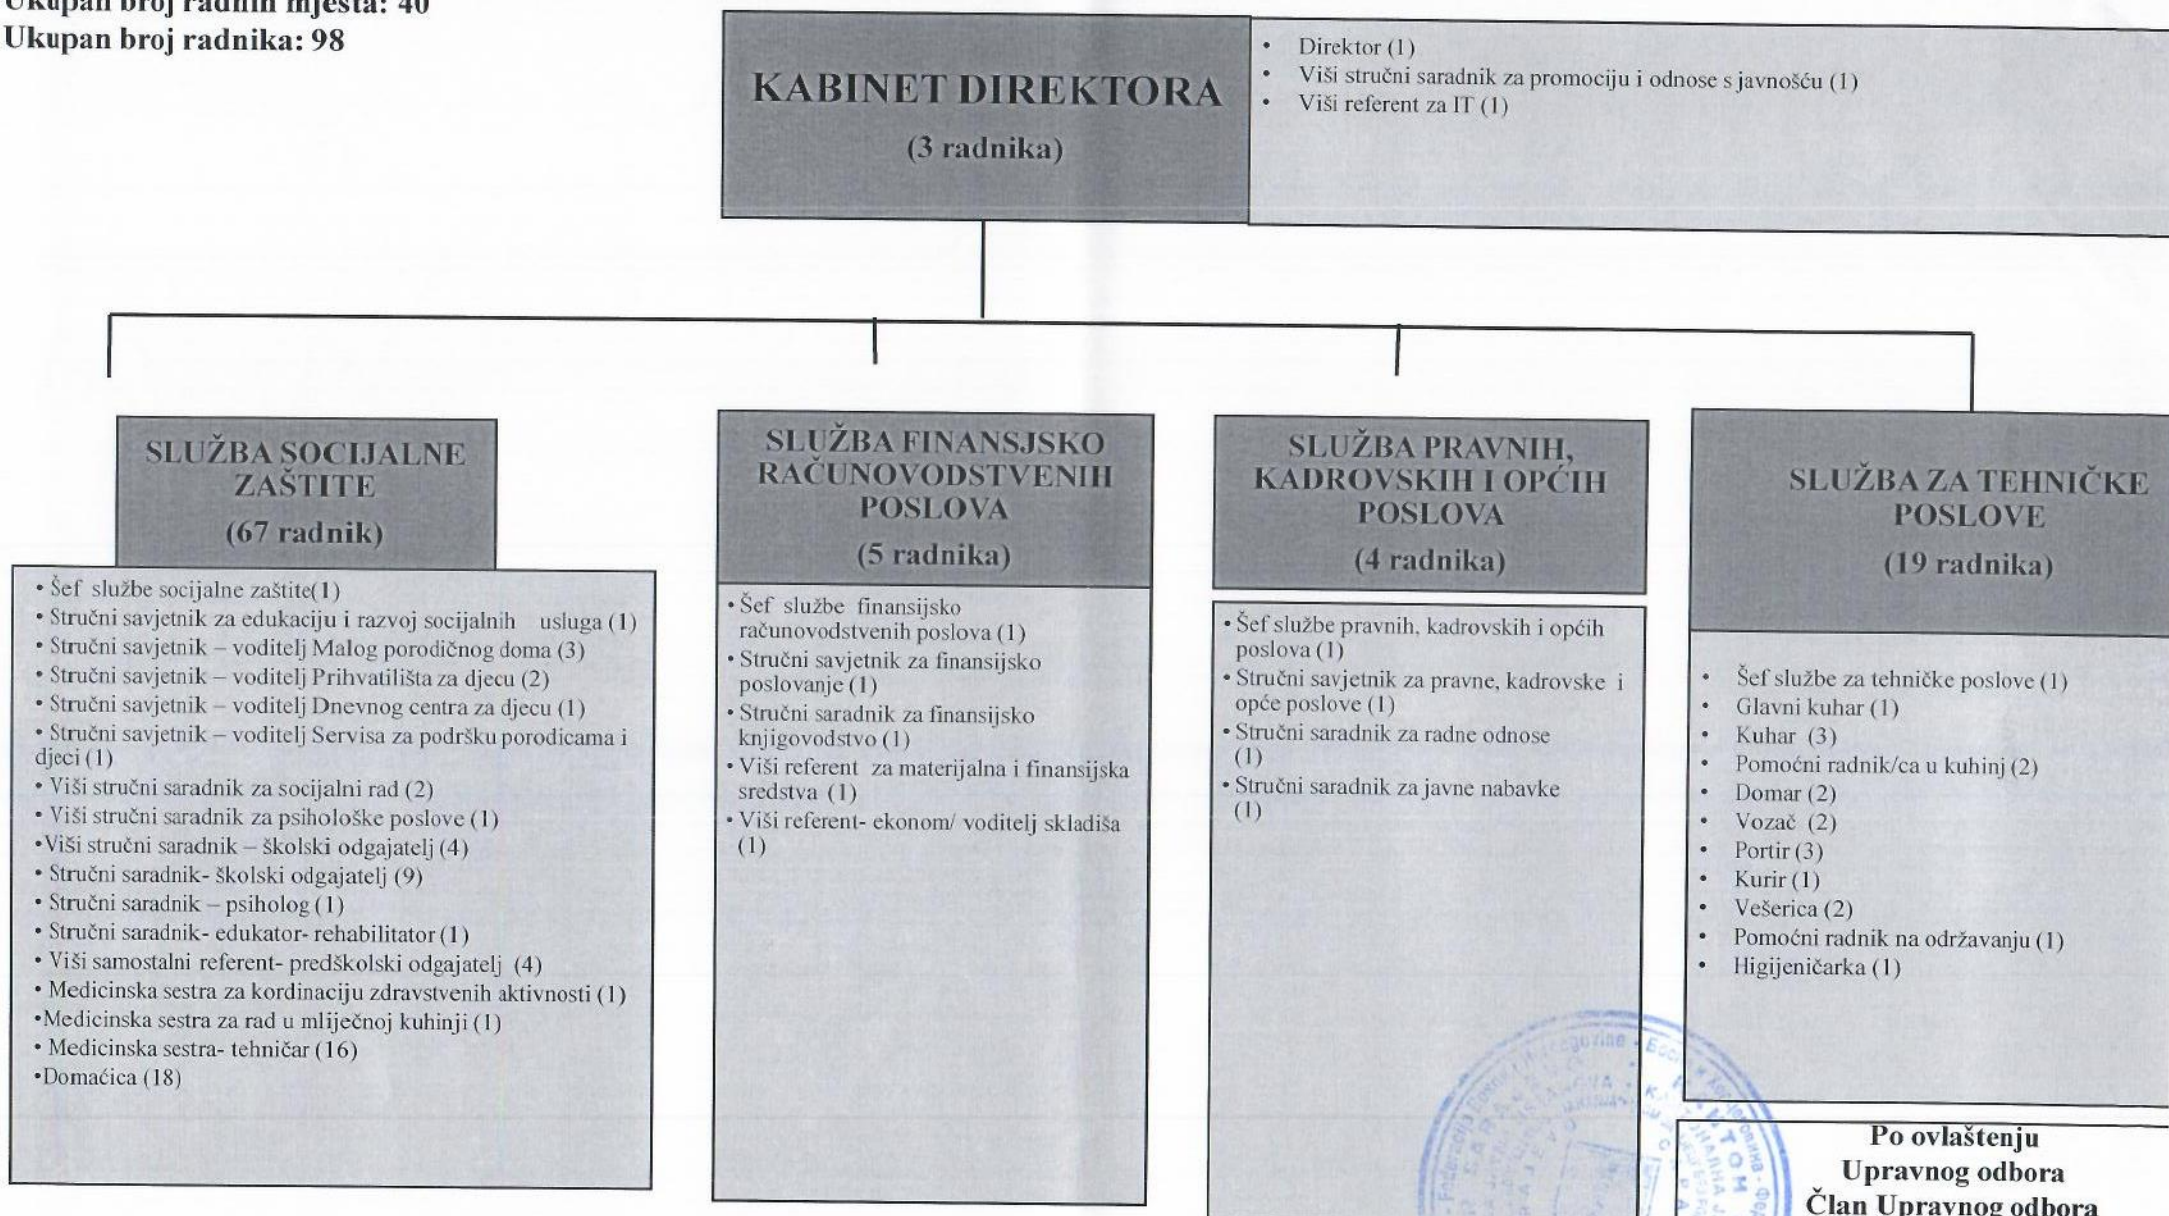 Ukupan broj radnih mjesta: 40
Ukupan broj radnika: 98
KABINET DIREKTORA
(3 radnika)
• Direktor (1)
• Viši stručni saradnik za promociju i odnose s javnošću (1)
• Viši referent za IT (1)
SLUŽBA SOCIJALNE
ZAŠTITE
(67 radnik)
• Šef službe socijalne zaštite(1)
• Stručni savjetnik za edukaciju i razvoj socijalnih usluga (1)
• Stručni savjetnik – voditelj Malog porodičnog doma (3)
• Stručni savjetnik – voditelj Prihvatilišta za djecu (2)
• Stručni savjetnik – voditelj Dnevnog centra za djecu (1)
• Stručni savjetnik – voditelj Servisa za podršku porodicama i
djeci (1)
• Viši stručni saradnik za socijalni rad (2)
• Viši stručni saradnik za psihološke poslove (1)
•Viši stručni saradnik – školski odgajatelj (4)
• Stručni saradnik- školski odgajatelj (9)
• Stručni saradnik – psiholog (1)
• Stručni saradnik- edukator- rehabilitator (1)
• Viši samostalni referent- predškolski odgajatelj (4)
• Medicinska sestra za kordinaciju zdravstvenih aktivnosti (1)
•Medicinska sestra za rad u mliječnoj kuhinji (1)
• Medicinska sestra- tehničar (16)
•Domaćica (18)
SLUŽBA FINANSJSKO
RAČUNOVODSTVENIH
POSLOVA
(5 radnika)
• Šef službe finansijsko
računovodstvenih poslova (1)
• Stručni savjetnik za finansijsko
poslovanje (1)
• Stručni saradnik za finansijsko
knjigovodstvo (1)
• Viši referent za materijalna i finansijska
sredstva (1)
• Viši referent- ekonom/ voditelj skladiša
(1)
SLUŽBA PRAVNIH,
KADROVSKIH I OPĆIH
POSLOVA
(4 radnika)
• Šef službe pravnih, kadrovskih i općih
poslova (1)
• Stručni savjetnik za pravne, kadrovske i
opće poslove (1)
• Stručni saradnik za radne odnose
(1)
• Stručni saradnik za javne nabavke
(1)
SLUŽBA ZA TEHNIČKE
POSLOVE
(19 radnika)
• Šef službe za tehničke poslove (1)
• Glavni kuhar (1)
• Kuhar (3)
• Pomoćni radnik/ca u kuhinj (2)
• Domar (2)
• Vozač (2)
• Portir (3)
• Kurir (1)
• Vešerica (2)
• Pomoćni radnik na održavanju (1)
• Higijeničarka (1)
Po ovlaštenju
Upravnog odbora
Član Upravnog odbora